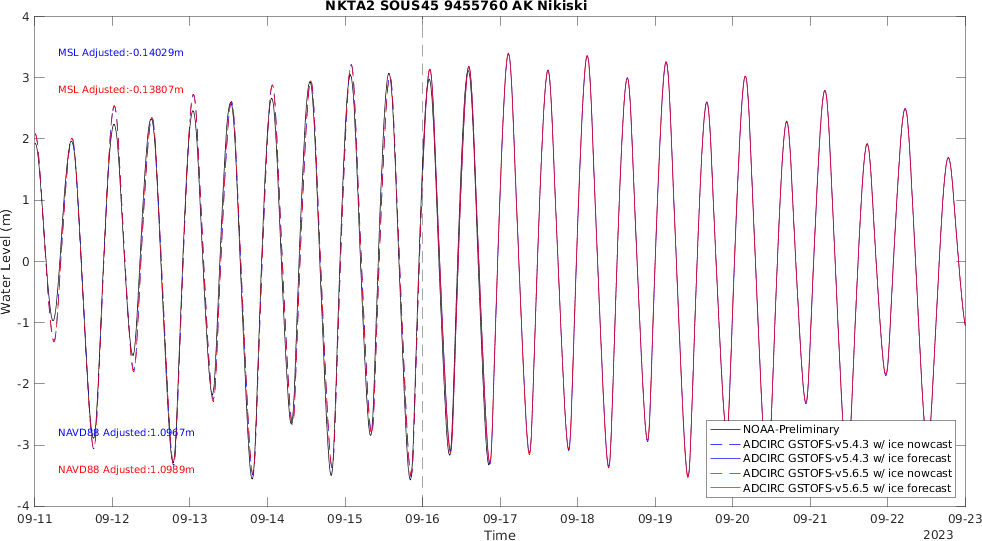 NKTA2 SOUS45 9455760 AK Nikiski
4
3
2
1
0
-1
-2
-3
-4
Water Level (m)
MSL Adjusted:-0.14029m
MSL Adjusted:-0.13807m
NAVD88 Adjusted:1.0967m
NAVD88 Adjusted:1.0989m
NOAA-Preliminary
ADCIRC GSTOFS-v5.4.3 w/ ice nowcast
ADCIRC GSTOFS-v5.4.3 w/ ice forecast
ADCIRC GSTOFS-v5.6.5 w/ ice nowcast
ADCIRC GSTOFS-v5.6.5 w/ ice forecast
09-11 09-12 09-13 09-14 09-15 09-16 09-17 09-18 09-19 09-20 09-21 09-22 09-23
Time
2023